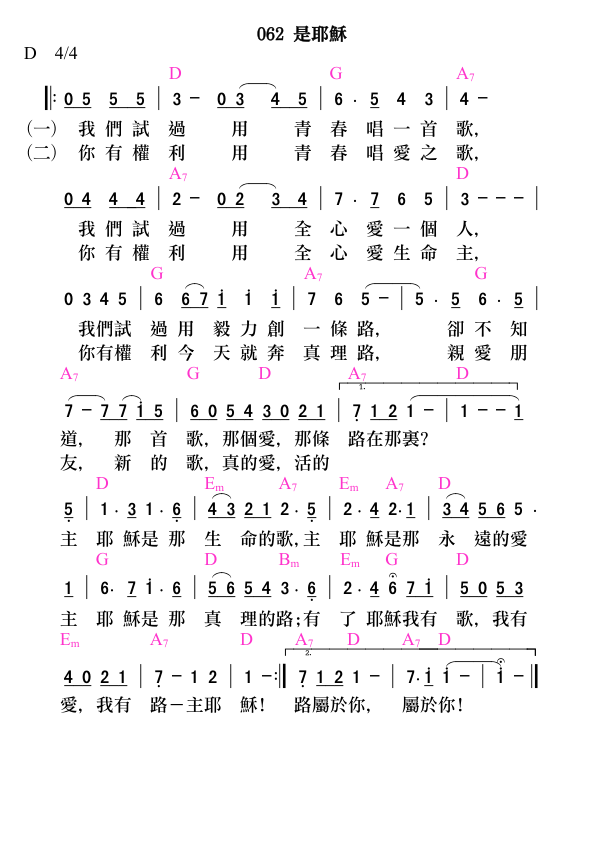 062 是耶穌
D 4/4
D G A7
‖: 0 5 5 5 | 3 － 0 3 4 5 | 6 · 5 4 3 | 4 －
(一) 我 們 試 過 用 青 春 唱 一 首 歌,
(二) 你 有 權 利 用 青 春 唱 愛 之 歌,
A7 D
0 4 4 4 | 2 － 0 2 3 4 | 7 · 7 6 5 | 3 － － － |
我 們 試 過 用 全 心 愛 一 個 人,
你 有 權 利 用 全 心 愛 生 命 主,
G A7 G
0 3 4 5 | 6 6 7 i i i | 7 6 5 － | 5 · 5 6 · 5 |
我們試 過 用 毅 力 創 一 條 路, 卻 不 知
你有權 利 今 天 就 奔 真 理 路, 親 愛 朋
A7 G D A7 D
1.
7 － 7 7 i 5 | 6 0 5 4 3 0 2 1 | 7 1 2 1 － | 1 － － 1
道, 那 首 歌, 那個愛, 那條 路在那裏?
友, 新 的 歌, 真的愛, 活的
D Em A7 Em A7 D
5 | 1 · 3 1 · 6 | 4 3 2 1 2 · 5 | 2 · 4 2 · 1 | 3 4 5 6 5 ·
主 耶 穌是 那 生 命的歌, 主 耶 穌是那 永 遠的愛
G D Bm Em G D
1 | 6 · 7 i · 6 | 5 6 5 4 3 · 6 | 2 · 4 6 7 i | 5 0 5 3
主 耶 穌是 那 真 理的路; 有 了 耶穌我有 歌, 我有
Em A7 D A7 D A7 D
2.
4 0 2 1 | 7 － 1 2 | 1 － :‖ 7 1 2 1 － | 7 · i i － | i － ‖
愛, 我有 路－主耶 穌! 路屬於你, 屬於你!